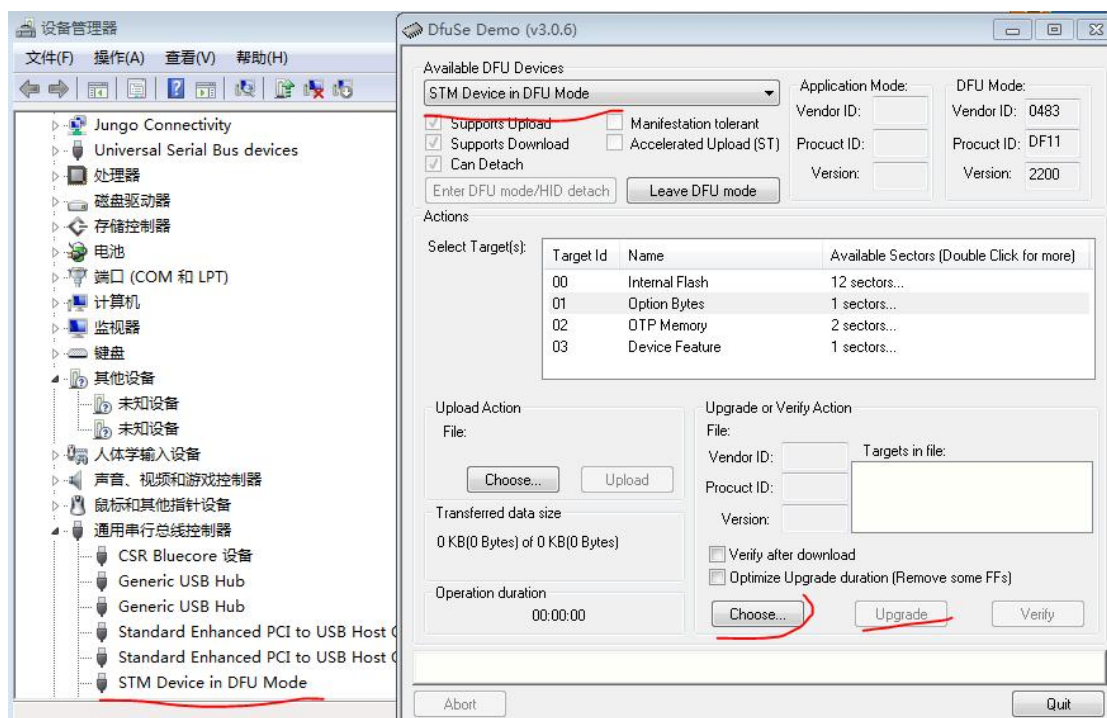 设备管理器
文件(F) 操作(A) 查看(V) 帮助(H)
Jungo Connectivity
Universal Serial Bus devices
处理器
磁盘驱动器
存储控制器
电池
端口 (COM 和 LPT)
计算机
监视器
键盘
其他设备
未知设备
未知设备
人体学输入设备
声音、视频和游戏控制器
鼠标和其他指针设备
通用串行总线控制器
CSR Bluecore 设备
Generic USB Hub
Generic USB Hub
Standard Enhanced PCI to USB Host
Standard Enhanced PCI to USB Host
STM Device in DFU Mode
DfuSe Demo (v3.0.6)
Available DFU Devices
STM Device in DFU Mode
Supports Upload
Manifestation tolerant
Supports Download
Accelerated Upload (ST)
Can Detach
Enter DFU mode/HID detach
Leave DFU mode
Application Mode:
Vendor ID:
Procuct ID:
Version:
DFU Mode:
Vendor ID: 0483
Procuct ID: DF11
Version: 2200
Actions
Select Target(s):
Target Id Name Available Sectors (Double Click for more)
00 Internal Flash 12 sectors...
01 Option Bytes 1 sectors...
02 OTP Memory 2 sectors...
03 Device Feature 1 sectors...
Upload Action
File:
Choose... Upload
Transferred data size
0 KB(0 Bytes) of 0 KB(0 Bytes)
Operation duration
00:00:00
Upgrade or Verify Action
File:
Vendor ID:
Procuct ID:
Version:
Targets in file:
Verify after download
Optimize Upgrade duration (Remove some FFs)
Choose... Upgrade Verify
Abort Quit